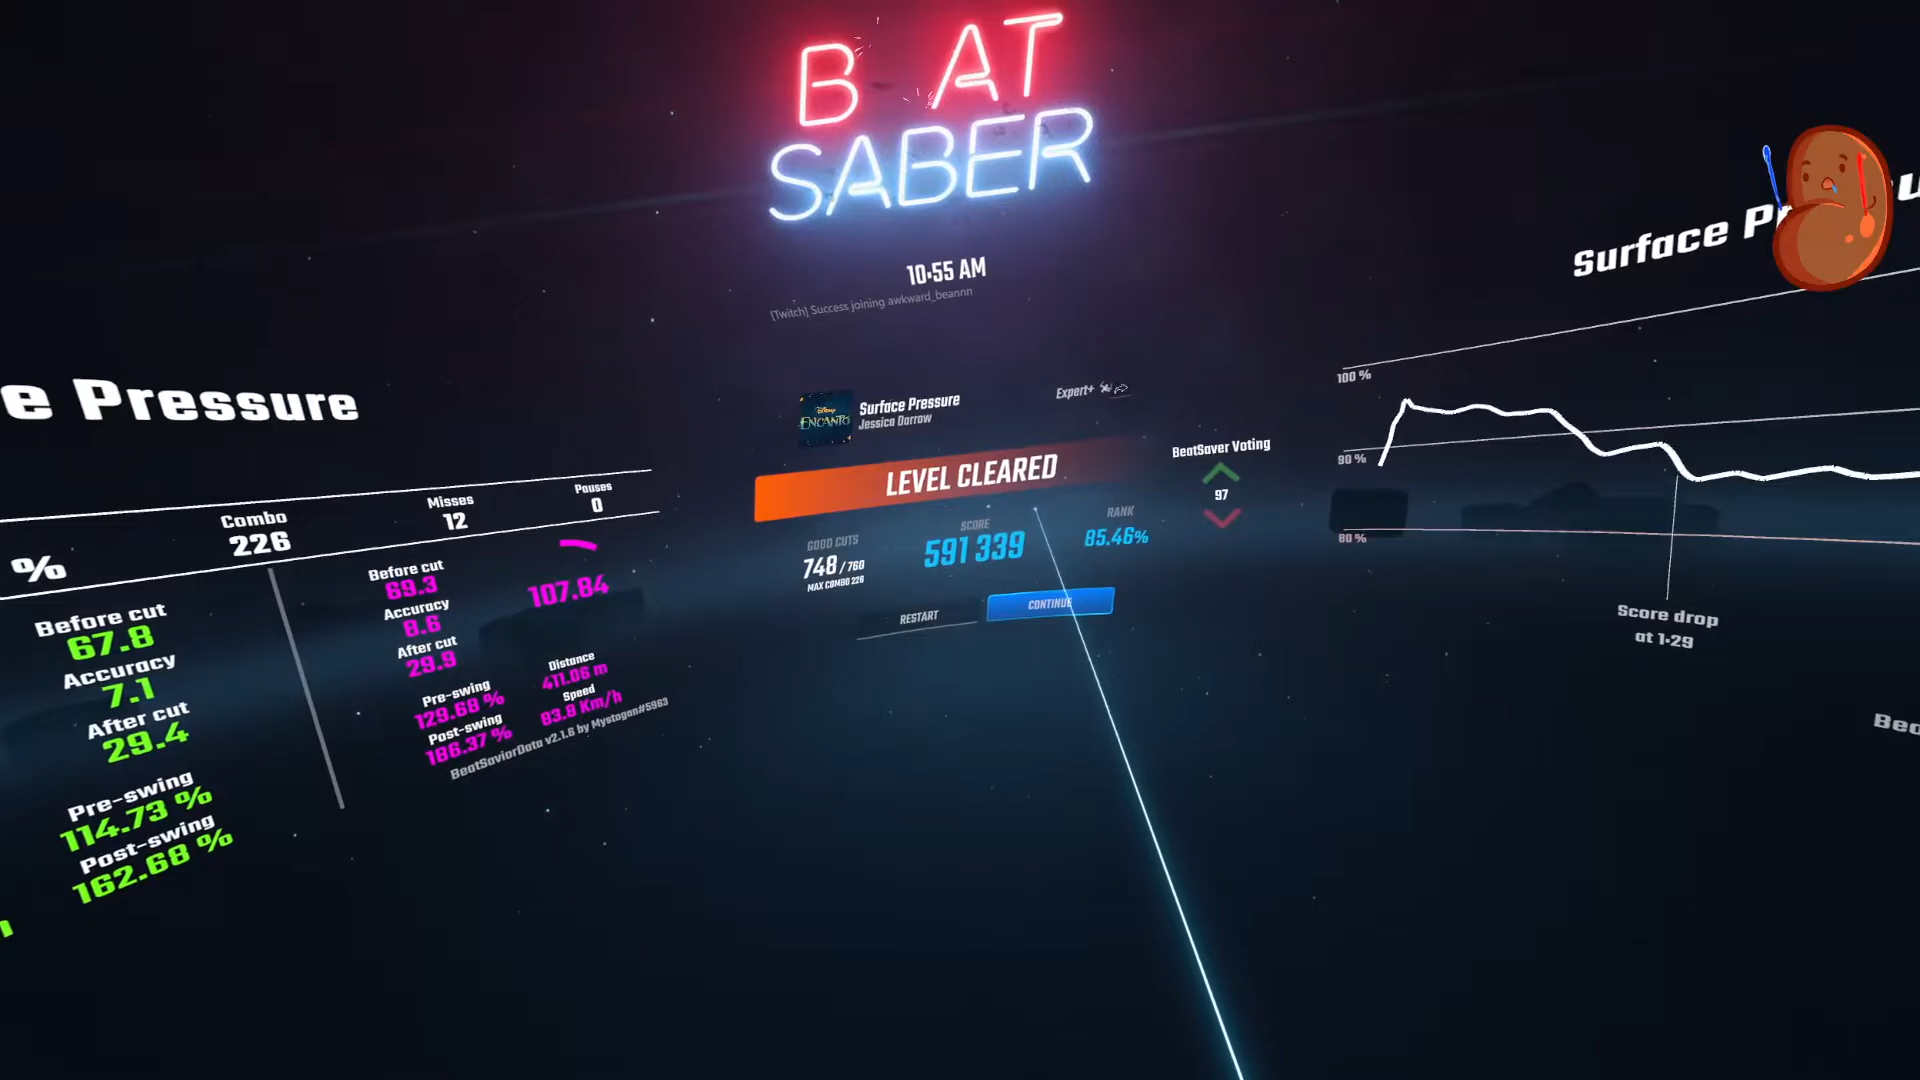 B AT
SABER
10:55 AM
[Twitch] Success joining awkward_beannn
Surface
e Pressure
Combo
226
Misses
12
Pauses
0
%
Before cut
67.8
Accuracy
7.1
After cut
29.4
Pre-swing
114.73 %
Post-swing
162.68 %
Before cut
69.3
Accuracy
8.6
After cut
29.9
107.84
Pre-swing
129.68 %
Post-swing
186.37 %
Distance
411.06 m
Speed
83.8 Km/h
BeatSaviorData v2.1.6 by Mystogan#5963
Disney
ENCANTO
Surface Pressure
Jessica Darrow
Expert+
LEVEL CLEARED
GOOD CUTS
748 / 760
MAX COMBO 226
SCORE
591 339
RANK
85.46%
RESTART
CONTINUE
BeatSaver Voting
97
100 %
90 %
80 %
Score drop
at 1:29